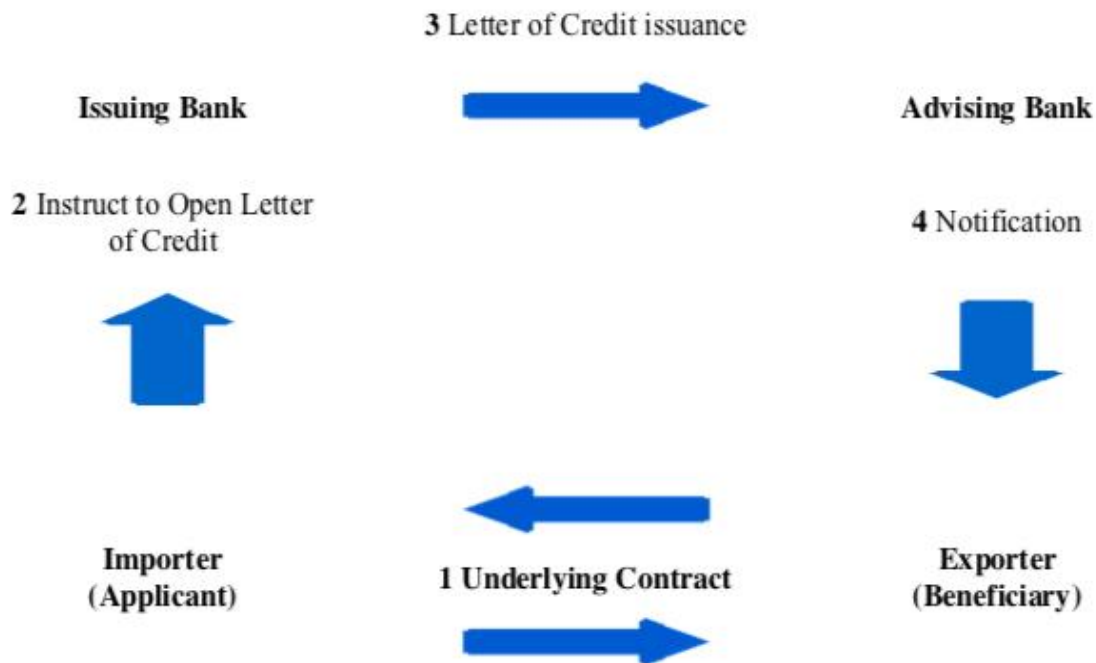 3 Letter of Credit issuance
Issuing Bank
Advising Bank
2 Instruct to Open Letter
of Credit
4 Notification
Importer
(Applicant)
1 Underlying Contract
Exporter
(Beneficiary)